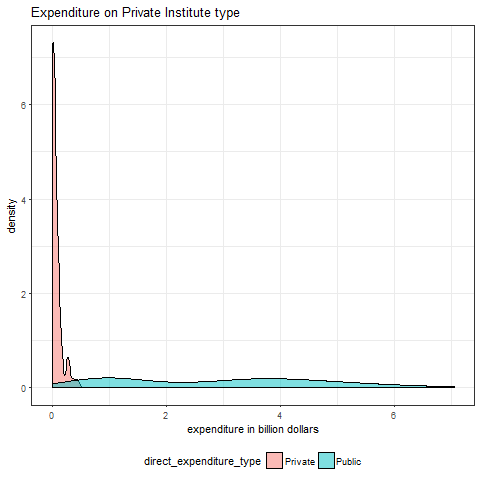 Expenditure on Private Institute type
density
6
4
2
0
0 2 4 6
expenditure in billion dollars
direct_expenditure_type Private Public